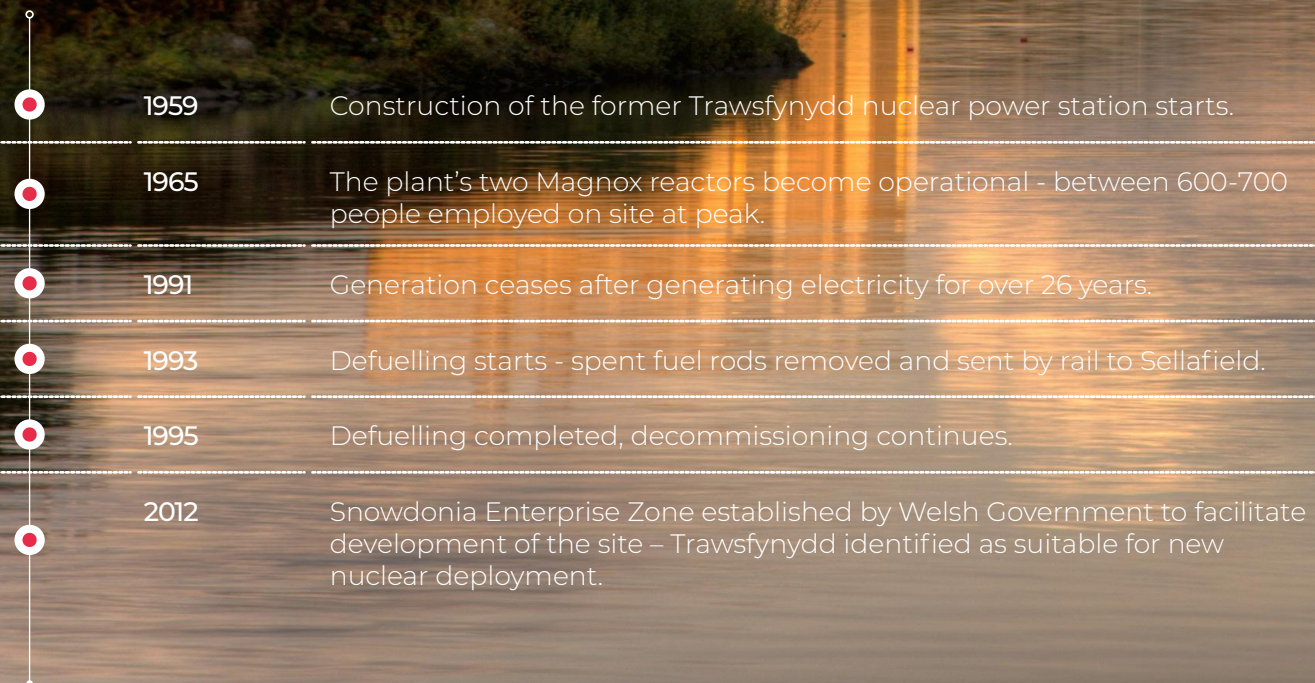 1959 Construction of the former Trawsfynydd nuclear power station starts.
1965 The plant's two Magnox reactors become operational - between 600-700
people employed on site at peak.
1991 Generation ceases after generating electricity for over 26 years.
1993 Defuelling starts - spent fuel rods removed and sent by rail to Sellafield.
1995 Defuelling completed, decommissioning continues.
2012 Snowdonia Enterprise Zone established by Welsh Government to facilitate
development of the site – Trawsfynydd identified as suitable for new
nuclear deployment.